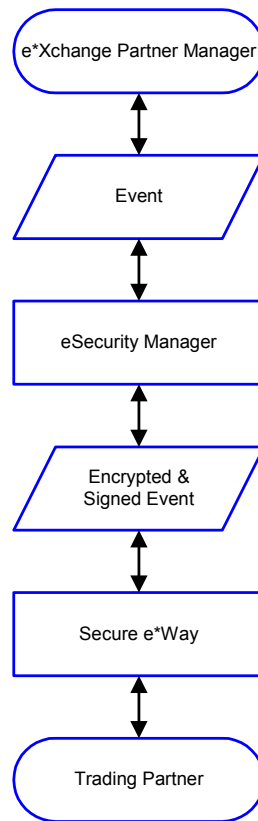 e*Xchange Partner Manager
Event
eSecurity Manager
Encrypted &
Signed Event
Secure e*Way
Trading Partner